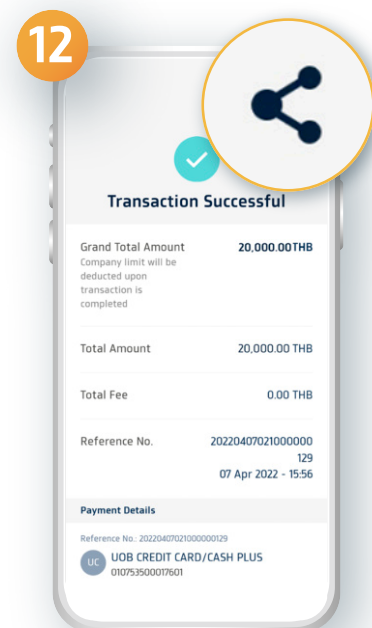 12
Transaction Successful
Grand Total Amount 20,000.00THB
Company limit will be
deducted upon
transaction is
completed
Total Amount 20,000.00 THB
Total Fee 0.00 THB
Reference No. 20220407021000000
129
07 Apr 2022 - 15:56
Payment Details
Reference No.: 20220407021000000129
UC UOB CREDIT CARD/CASH PLUS
010753500017601